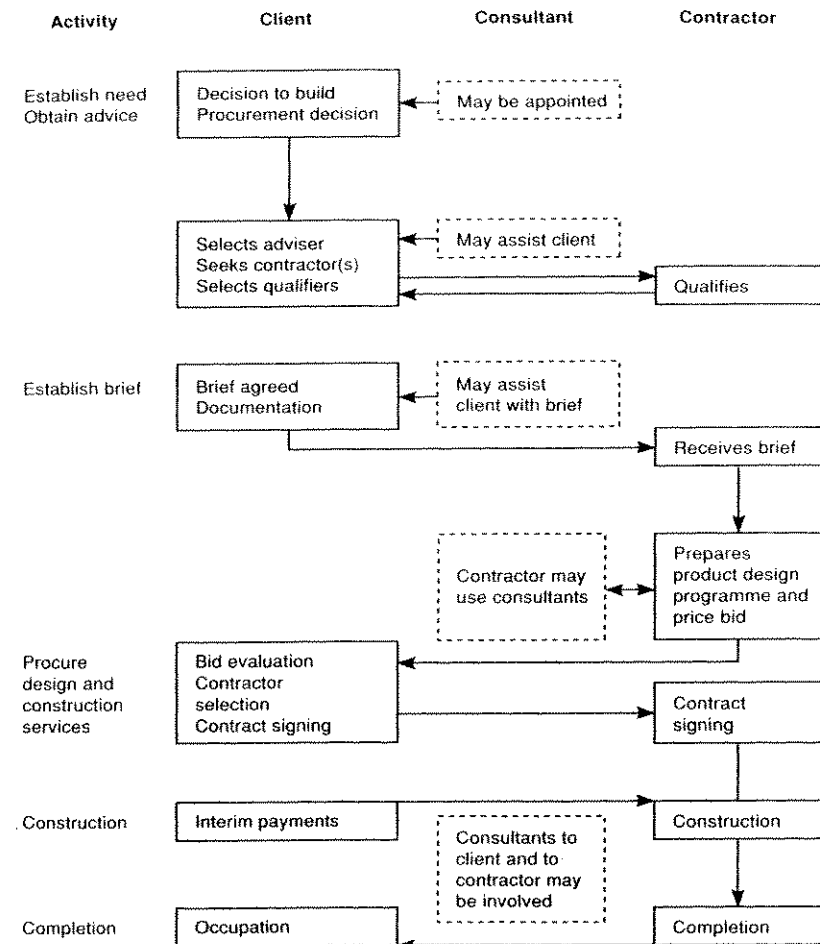 Activity
Client
Consultant
Contractor
Establish need
Obtain advice
Decision to build
Procurement decision
May be appointed
Selects adviser
Seeks contractor(s)
Selects qualifiers
May assist client
Qualifies
Establish brief
Brief agreed
Documentation
May assist
client with brief
Receives brief
Contractor may
use consultants
Prepares
product design
programme and
price bid
Procure
design and
construction
services
Bid evaluation
Contractor
selection
Contract signing
Contract
signing
Construction
Interim payments
Consultants to
client and to
contractor may
be involved
Construction
Completion
Occupation
Completion